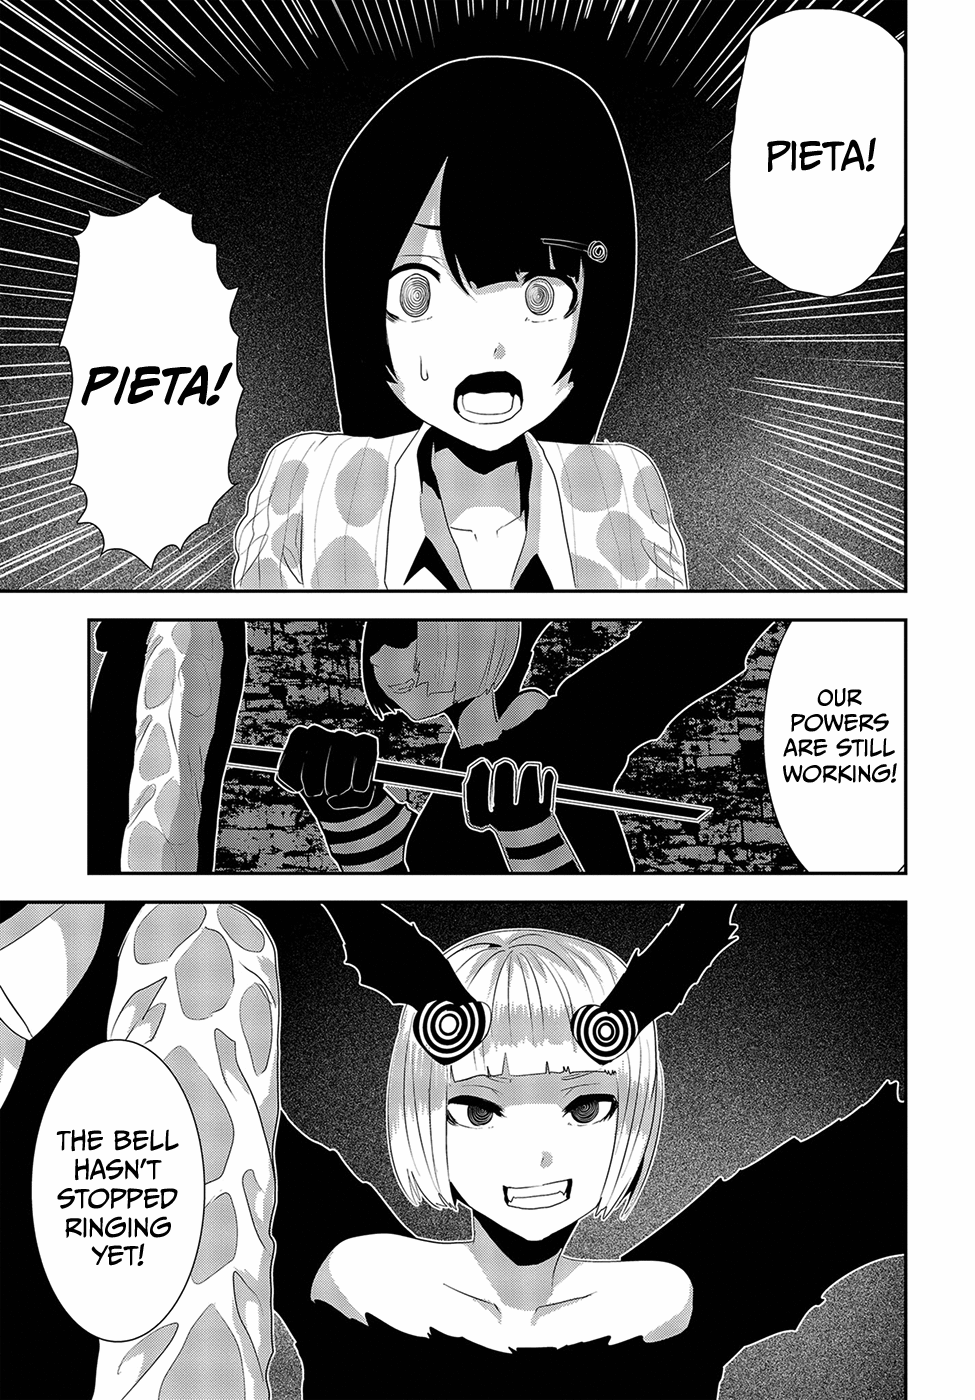 PIETA!
PIETA!
OUR
POWERS
ARE STILL
WORKING!
THE BELL
HASN'T
STOPPED
RINGING
YET!